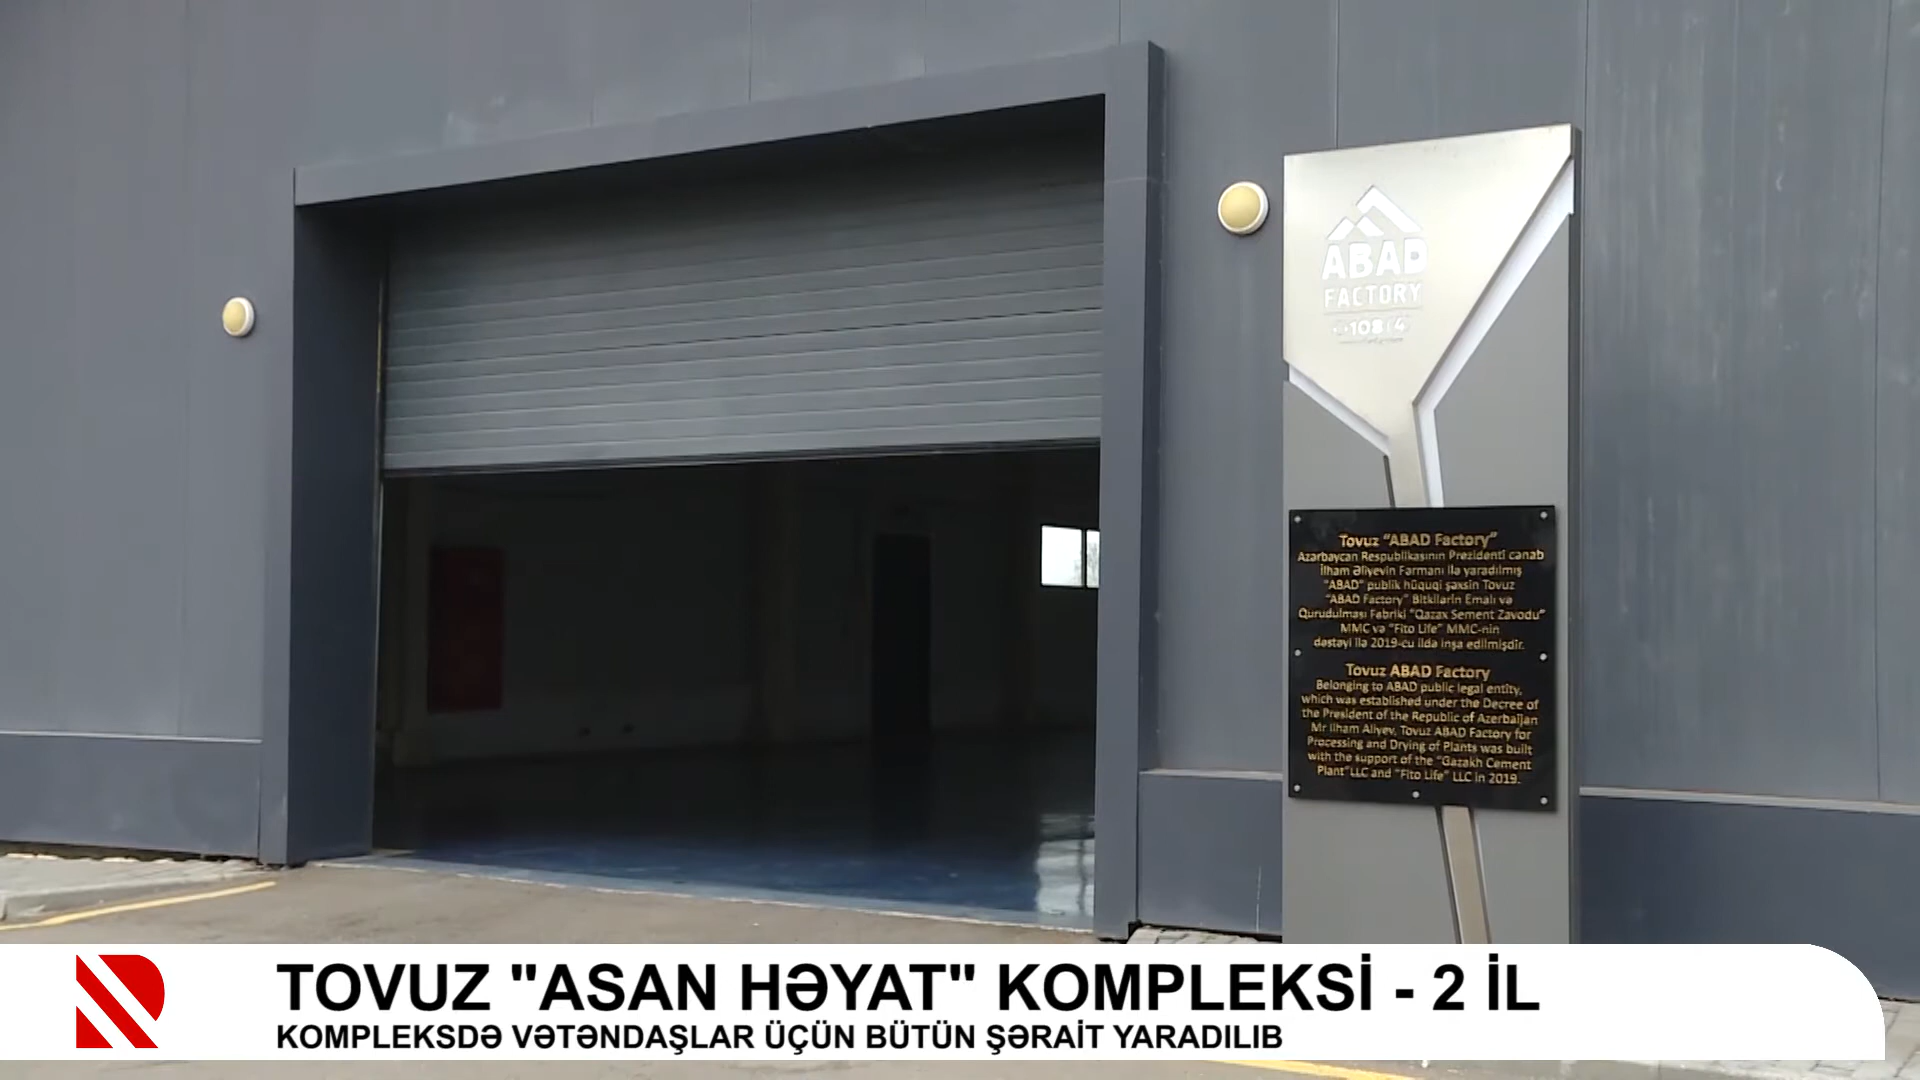 ABAD
FACTORY
108
Tovuz “ABAD Factory”
Azərbaycan Respublikasının Prezidenti cənab
İlham Əliyevin Fərmanı ilə yaradılmış
“ABAD” publik hüquqi şəxsin Tovuz
“ABAD Factory” Bitkilərin Emalı və
Qurudulması Fabriki “Qazax Sement Zavodu”
MMC və “Fito Life” MMC-nin
dəstəyi ilə 2019-cu ildə inşa edilmişdir.
Tovuz ABAD Factory
Belonging to ABAD public legal entity,
which was established under the Decree of
the President of the Republic of Azerbaijan
Mr Ilham Aliyev, Tovuz ABAD Factory for
Processing and Drying of Plants was built
with the support of the “Gazakh Cement
Plant”LLC and “Fito Life” LLC in 2019.
TOVUZ "ASAN HƏYAT" KOMPLEKSİ - 2 İL
KOMPLEKSDƏ VƏTƏNDAŞLAR ÜÇÜN BÜTÜN ŞƏRAİT YARADILIB